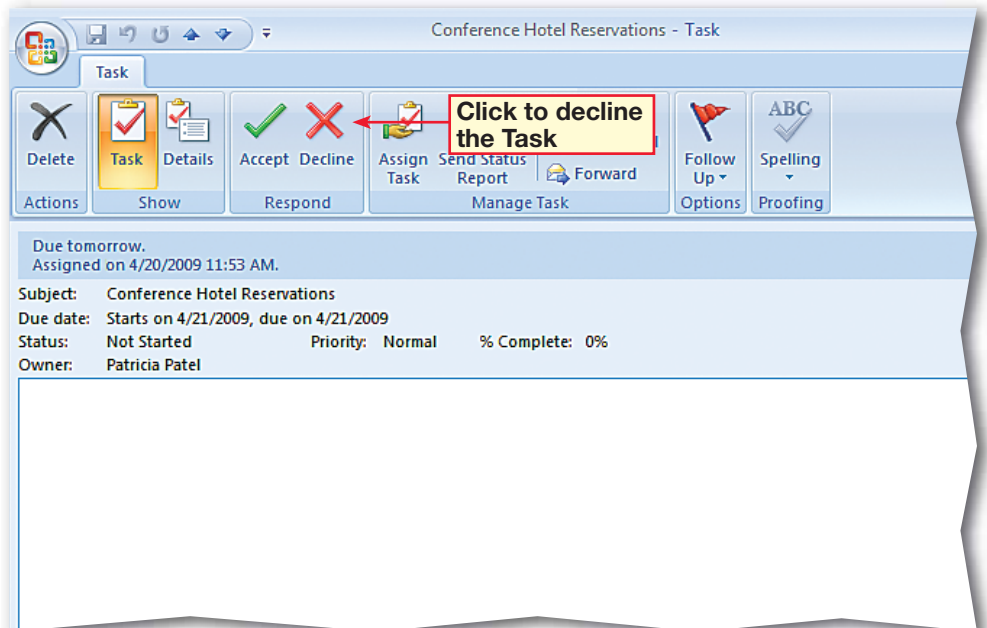 Conference Hotel Reservations - Task
Task
Click to decline
the Task
Delete
Task
Details
Accept
Decline
Assign
Task
Send Status
Report
Forward
Follow
Up
ABC
Spelling
Actions
Show
Respond
Manage Task
Options
Proofing
Due tomorrow.
Assigned on 4/20/2009 11:53 AM.
Subject: Conference Hotel Reservations
Due date: Starts on 4/21/2009, due on 4/21/2009
Status: Not Started Priority: Normal % Complete: 0%
Owner: Patricia Patel